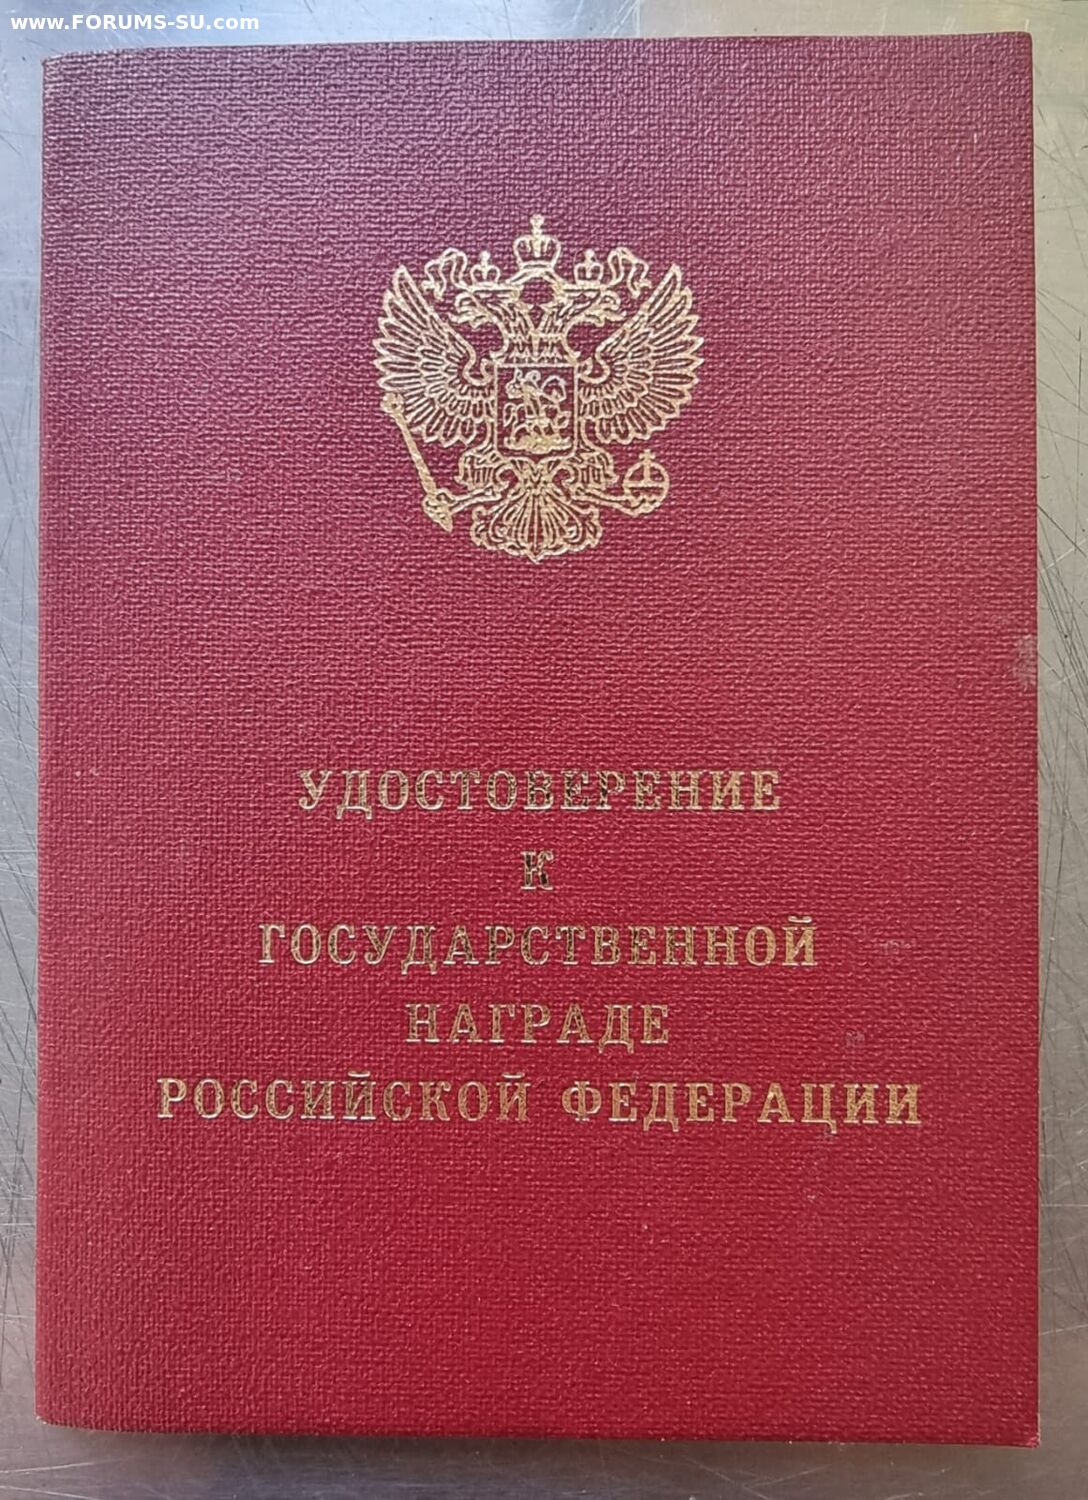 www.FORUMS-SU.com
УДОСТОВЕРЕНИЕ
К
ГОСУДАРСТВЕННОЙ
НАГРАДЕ
РОССИЙСКОЙ ФЕДЕРАЦИИ